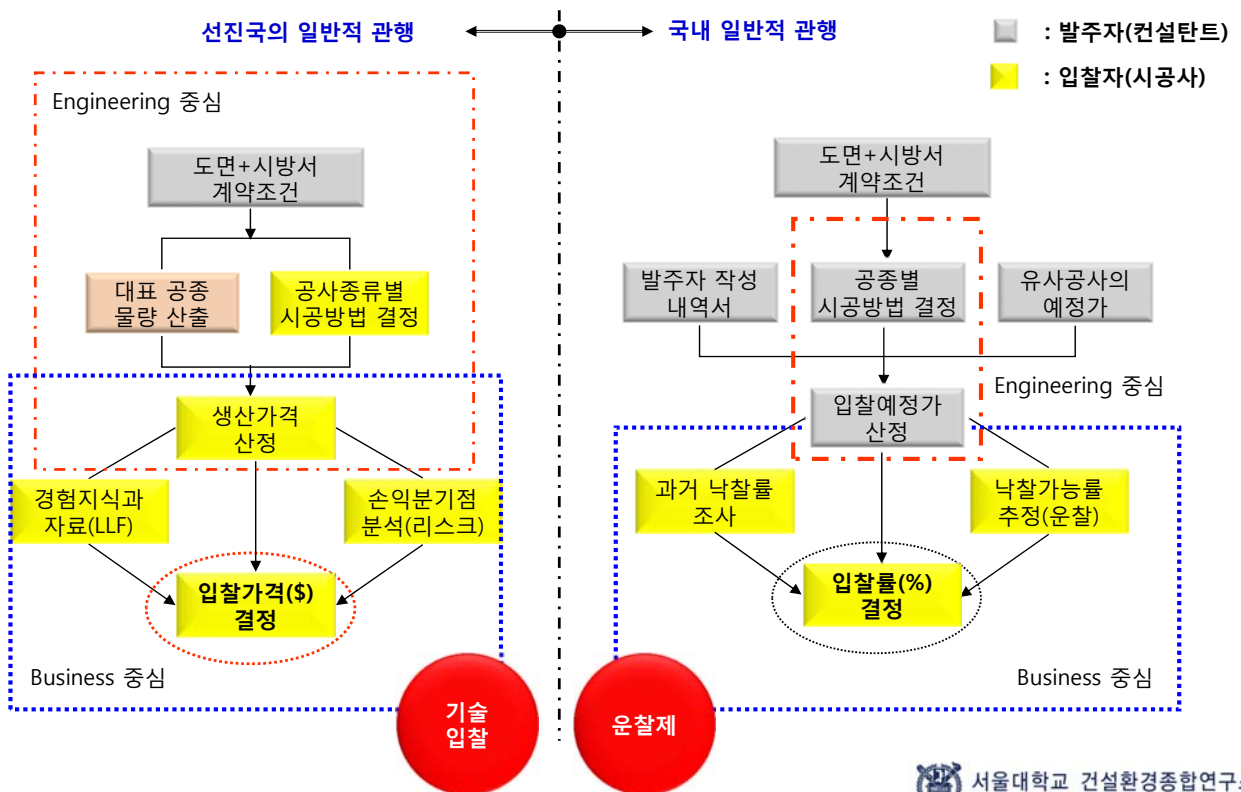 선진국의 일반적 관행
국내 일반적 관행
: 발주자(컨설탄트)
: 입찰자(시공사)
Engineering 중심
도면+시방서
계약조건
대표 공종
물량 산출
공사종류별
시공방법 결정
생산가격
산정
경험지식과
자료(LLF)
손익분기점
분석(리스크)
입찰가격($)
결정
Business 중심
기술
입찰
도면+시방서
계약조건
발주자 작성
내역서
공종별
시공방법 결정
유사공사의
예정가
Engineering 중심
입찰예정가
산정
과거 낙찰률
조사
낙찰가능률
추정(운찰)
입찰률(%)
결정
Business 중심
운찰제
서울대학교 건설환경종합연구소